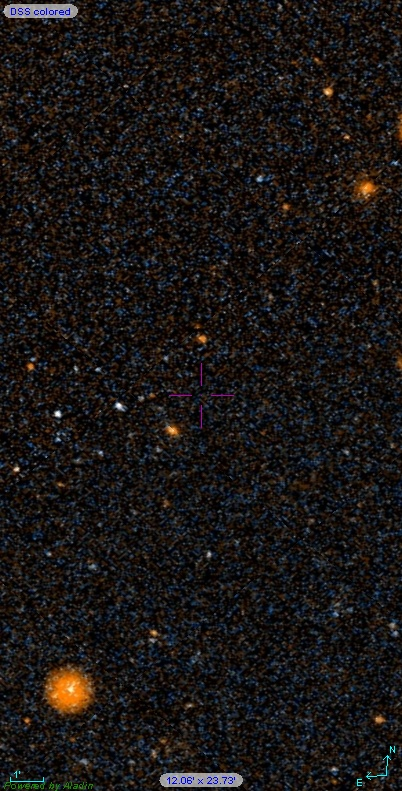 DSS colored
N
1'
E
12.06' x 23.73'
Powered by Aladin